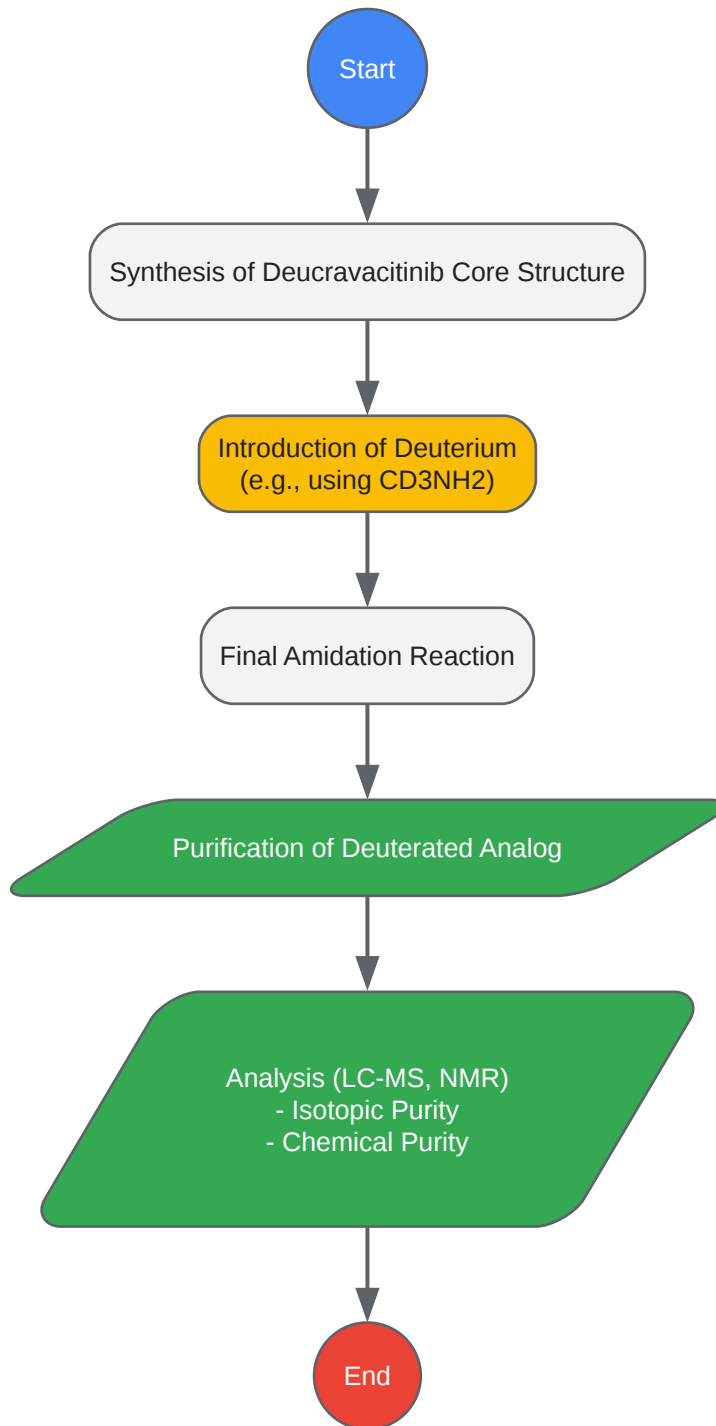 Start
Synthesis of Deucravacitinib Core Structure
Introduction of Deuterium
(e.g., using CD3NH2)
Final Amidation Reaction
Purification of Deuterated Analog
Analysis (LC-MS, NMR)
- Isotopic Purity
- Chemical Purity
End